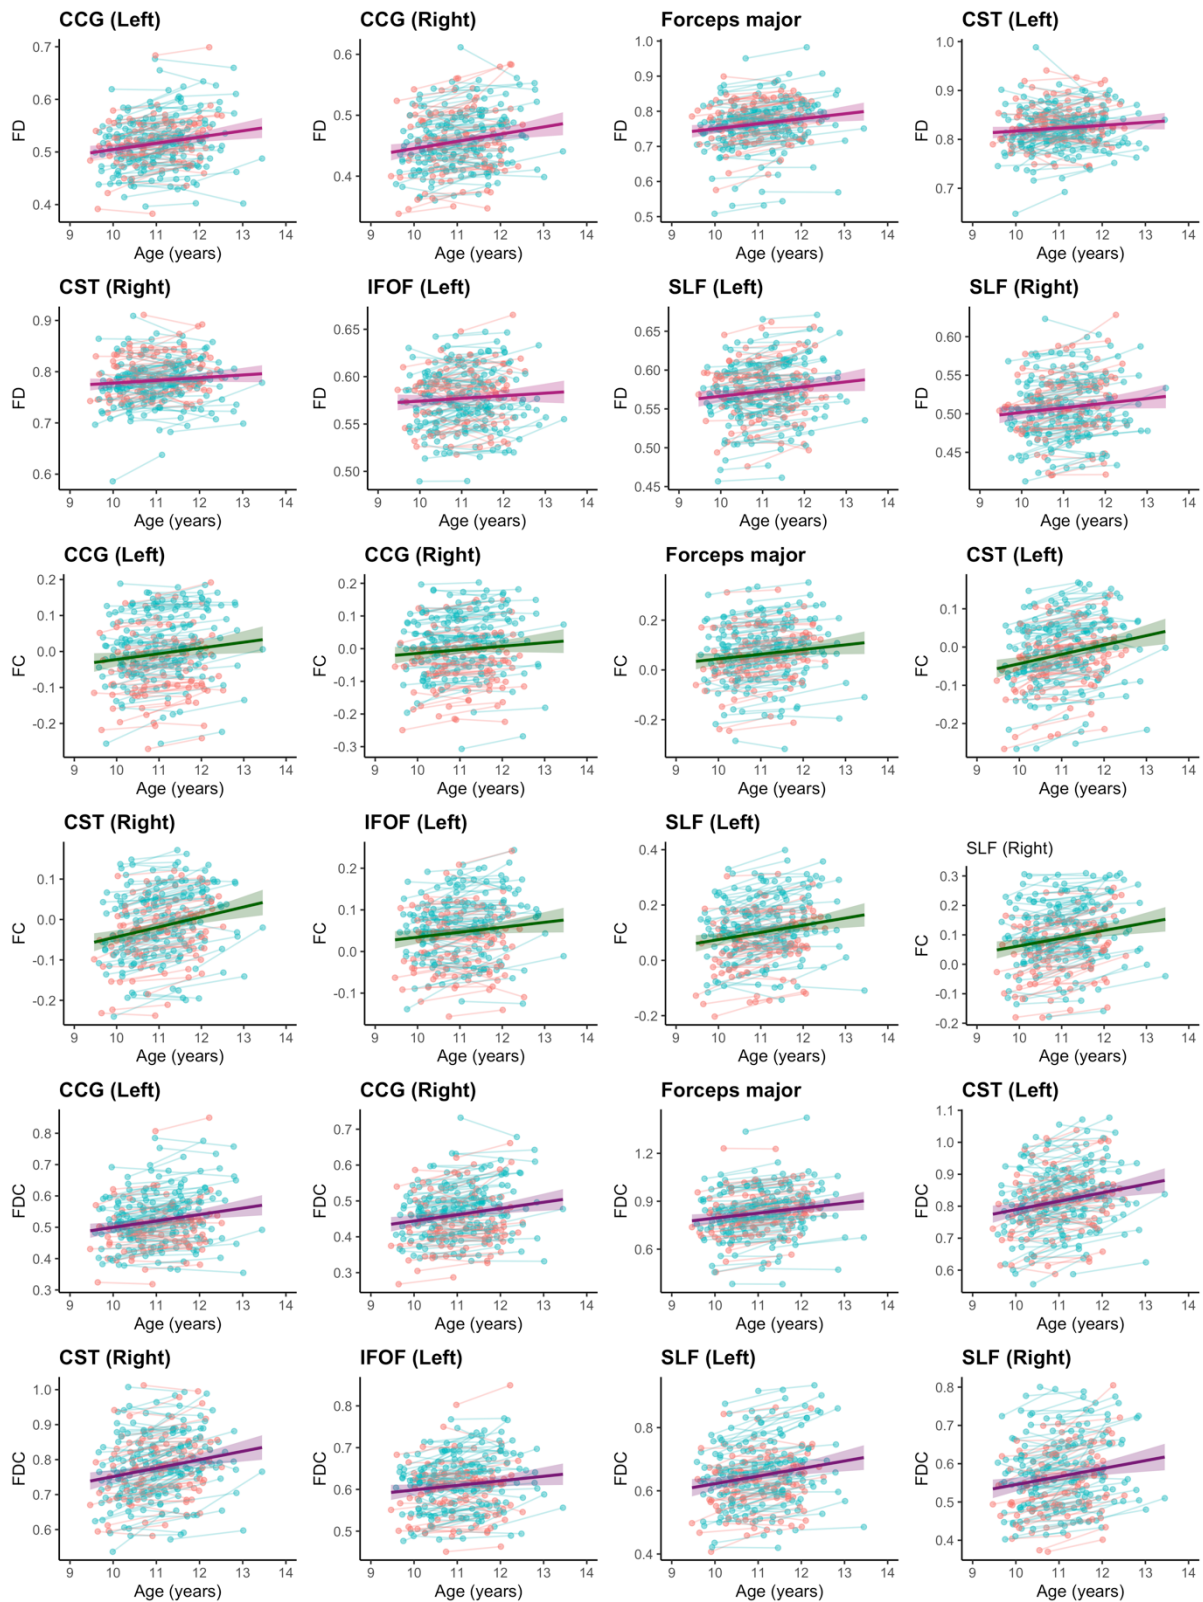 CCG (Left) CCG (Right) Forceps major CST (Left)
0.7 0.6 1.0 1.0
0.9 0.9
0.6 0.5 0.8 0.8
FD FD FD FD
0.5 0.4 0.7 0.7
0.4 0.6
0.5
9 10 11 12 13 14 9 10 11 12 13 14 9 10 11 12 13 14 9 10 11 12 13 14
Age (years) Age (years) Age (years) Age (years)
CST (Right) IFOF (Left) SLF (Left) SLF (Right)
0.9 0.65 0.65 0.60
0.8 0.60 0.60 0.55
FD FD FD FD
0.7 0.55 0.55 0.50
0.6 0.50 0.50 0.45
0.45
9 10 11 12 13 14 9 10 11 12 13 14 9 10 11 12 13 14 9 10 11 12 13 14
Age (years) Age (years) Age (years) Age (years)
CCG (Left) CCG (Right) Forceps major CST (Left)
0.2 0.2 0.2 0.1
0.1 0.1
0.0 0.0 0.0 0.0
FC FC FC FC
-0.1 -0.1 -0.2 -0.1
-0.2 -0.2 -0.2
-0.3
9 10 11 12 13 14 9 10 11 12 13 14 9 10 11 12 13 14 9 10 11 12 13 14
Age (years) Age (years) Age (years) Age (years)
CST (Right) IFOF (Left) SLF (Left) SLF (Right)
0.1 0.2 0.4 0.3
0.2
0.0 0.1 0.2 0.1
FC FC FC FC
-0.1 0.0 0.0 0.0
-0.1
-0.2 -0.1 -0.2 -0.2
9 10 11 12 13 14 9 10 11 12 13 14 9 10 11 12 13 14 9 10 11 12 13 14
Age (years) Age (years) Age (years) Age (years)
CCG (Left) CCG (Right) Forceps major CST (Left)
0.8 0.7 1.2 1.1
0.7 0.6 1.0
0.6 0.5 0.9 0.9
FDC FDC FDC FDC
0.5 0.4 0.6 0.8
0.4 0.3 0.7
0.3 0.6
9 10 11 12 13 14 9 10 11 12 13 14 9 10 11 12 13 14 9 10 11 12 13 14
Age (years) Age (years) Age (years) Age (years)
CST (Right) IFOF (Left) SLF (Left) SLF (Right)
1.0 0.8 0.8 0.8
0.9 0.7 0.7
0.8 0.6 0.6 0.6
FDC FDC FDC FDC
0.7 0.5 0.4 0.5
0.6 0.4
9 10 11 12 13 14 9 10 11 12 13 14 9 10 11 12 13 14 9 10 11 12 13 14
Age (years) Age (years) Age (years) Age (years)